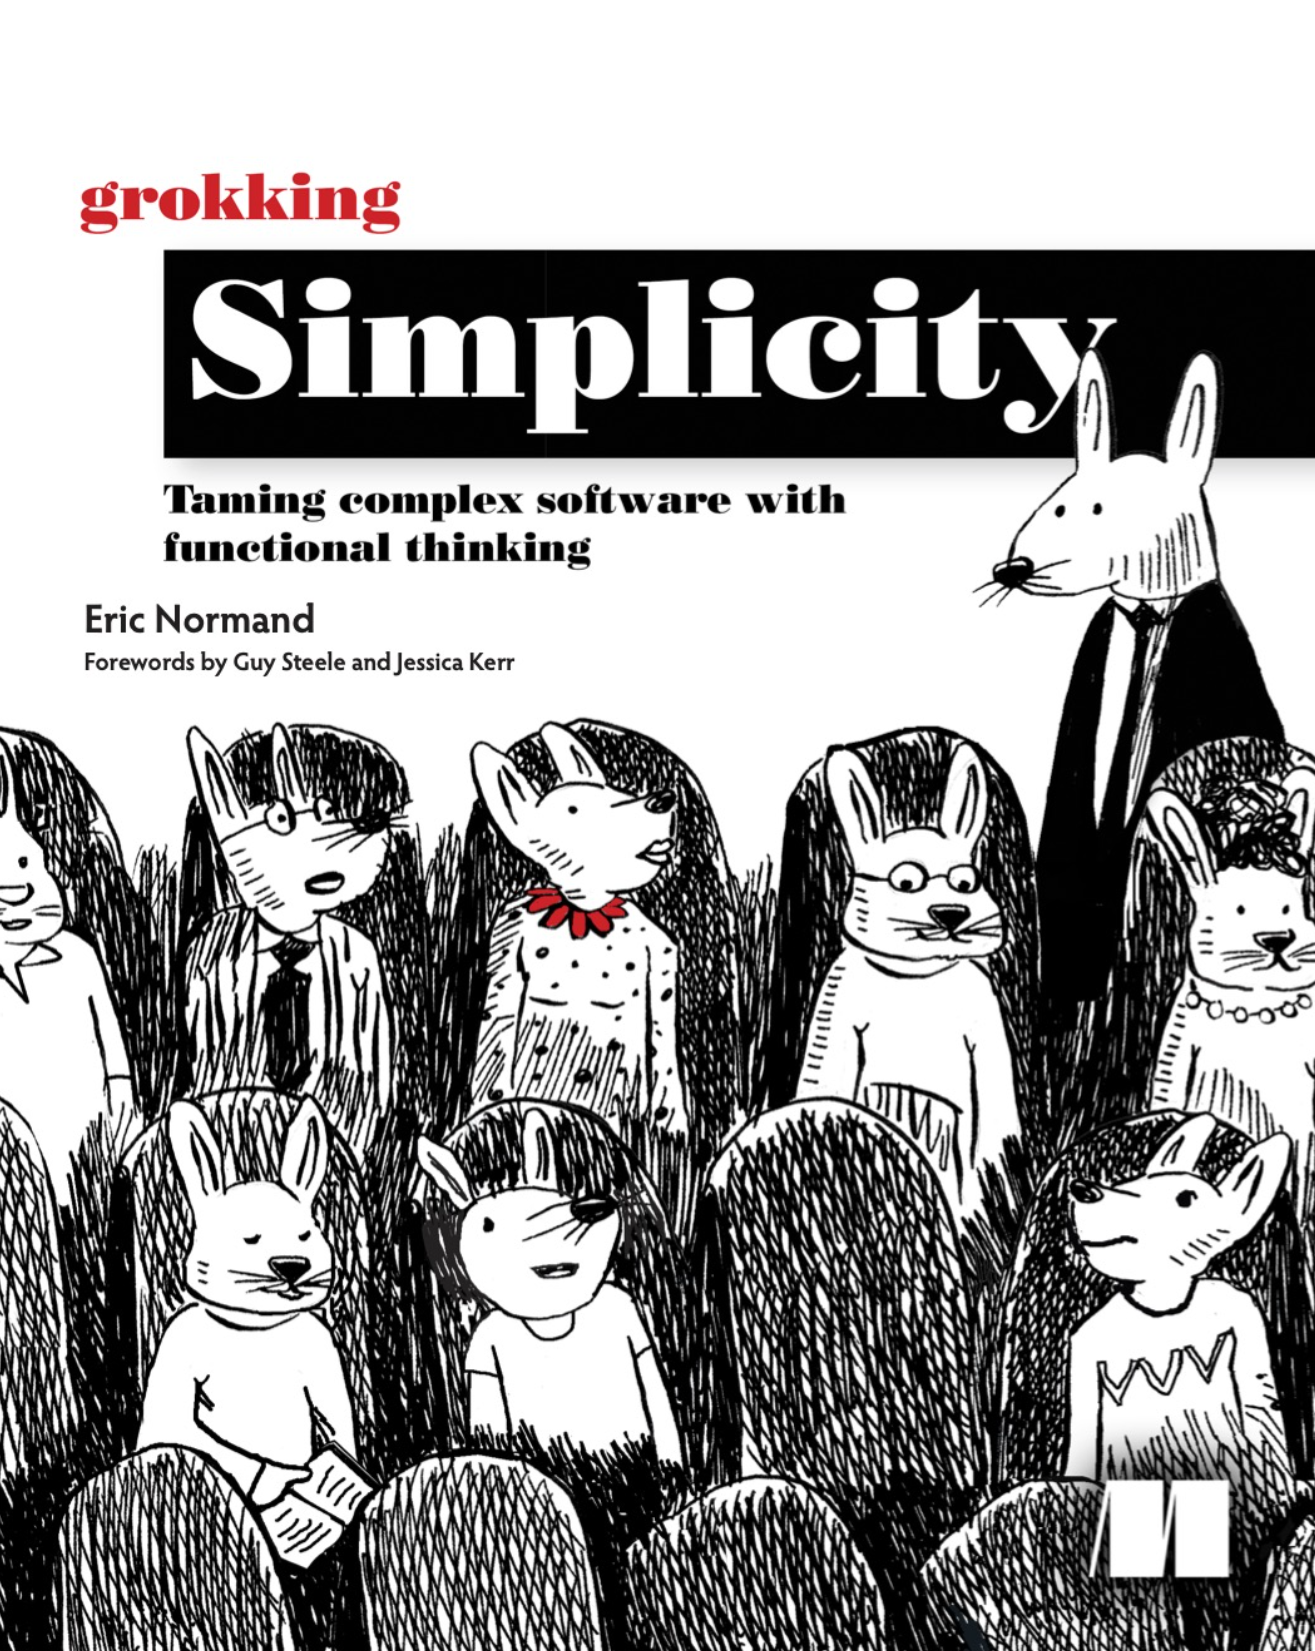 grokking
Simplicity
Taming complex software with
functional thinking
Eric Normand
Forewords by Guy Steele and Jessica Kerr